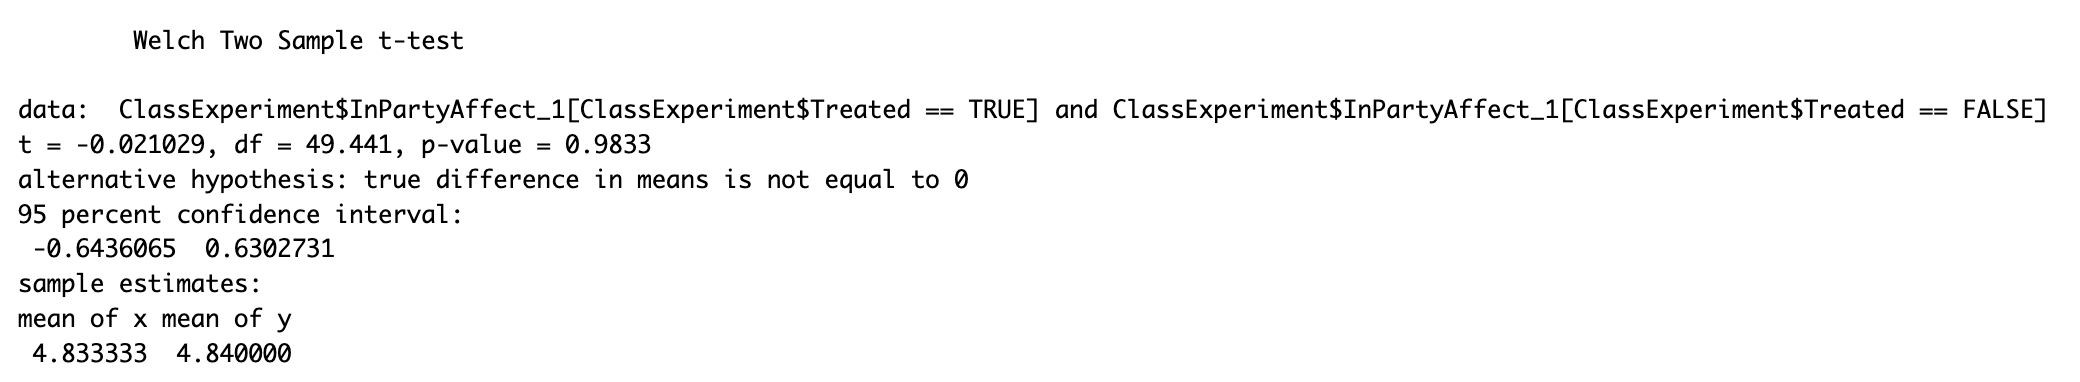 Welch Two Sample t-test
data:  ClassExperiment$InPartyAffect_1[ClassExperiment$Treated == TRUE] and ClassExperiment$InPartyAffect_1[ClassExperiment$Treated == FALSE]
t = -0.021029, df = 49.441, p-value = 0.9833
alternative hypothesis: true difference in means is not equal to 0
95 percent confidence interval:
 -0.6436065  0.6302731
sample estimates:
mean of x mean of y
 4.833333  4.840000